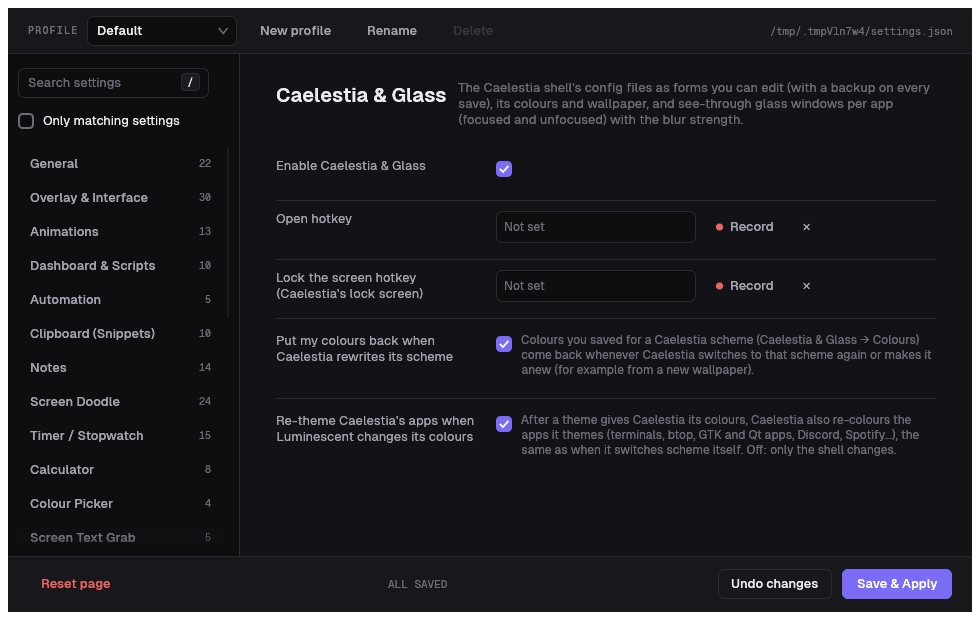 PROFILE Default New profile Rename Delete /tmp/.tmpVln7w4/settings.json
Search settings /
Only matching settings
General 22
Overlay & Interface 30
Animations 13
Dashboard & Scripts 10
Automation 5
Clipboard (Snippets) 10
Notes 14
Screen Doodle 24
Timer / Stopwatch 15
Calculator 8
Colour Picker 4
Screen Text Grab 5
Caelestia & Glass
The Caelestia shell's config files as forms you can edit (with a backup on every
save), its colours and wallpaper, and see-through glass windows per app
(focused and unfocused) with the blur strength.
Enable Caelestia & Glass
Open hotkey Not set Record ×
Lock the screen hotkey
(Caelestia's lock screen)
Not set Record ×
Put my colours back when
Caelestia rewrites its scheme
Colours you saved for a Caelestia scheme (Caelestia & Glass → Colours)
come back whenever Caelestia switches to that scheme again or makes it
anew (for example from a new wallpaper).
Re-theme Caelestia's apps when
Luminescent changes its colours
After a theme gives Caelestia its colours, Caelestia also re-colours the
apps it themes (terminals, btop, GTK and Qt apps, Discord, Spotify...), the
same as when it switches scheme itself. Off: only the shell changes.
Reset page ALL SAVED Undo changes Save & Apply